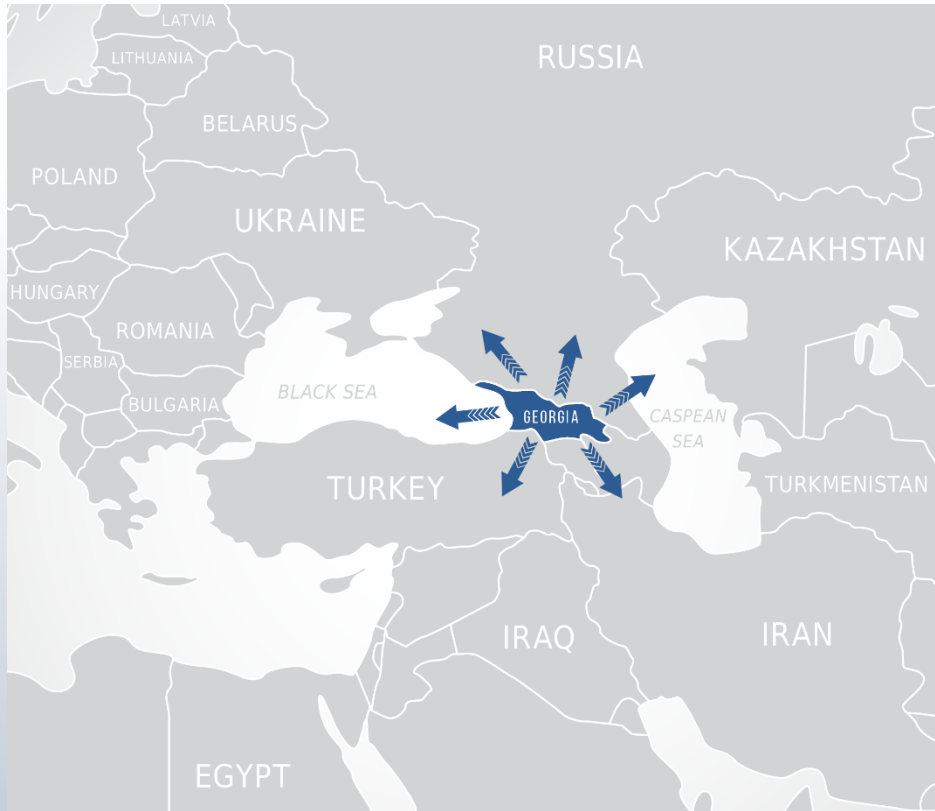 LATVIA
RUSSIA
LITHUANIA
BELARUS
POLAND
UKRAINE
KAZAKHSTAN
HUNGARY
ROMANIA
SERBIA
BLACK SEA
BULGARIA
GEORGIA
CASPEAN
SEA
TURKEY
TURKMENISTAN
IRAQ
IRAN
EGYPT